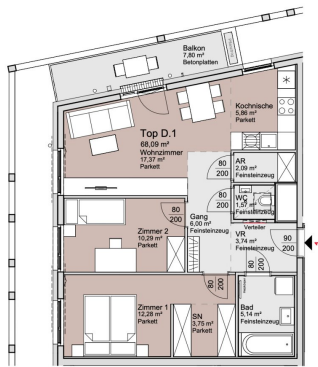 Balkon
7,80 m²
Betonplatten
Kochnische
5,86 m²
Parkett
Top D.1
68,09 m²
Wohnzimmer
17,37 m²
Parkett
80
200
AR
2,09 m²
Feinsteinzeug
80
200
WC
1,57 m²
Feinsteinzeug
80
200
Gang
6,00 m²
Feinsteinzeug
Zimmer 2
10,29 m²
Parkett
Verteiler
VR
3,74 m²
Feinsteinzeug
90
200
80
200
80
200
Zimmer 1
12,28 m²
Parkett
SN
3,75 m²
Parkett
Bad
5,14 m²
Feinsteinzeug